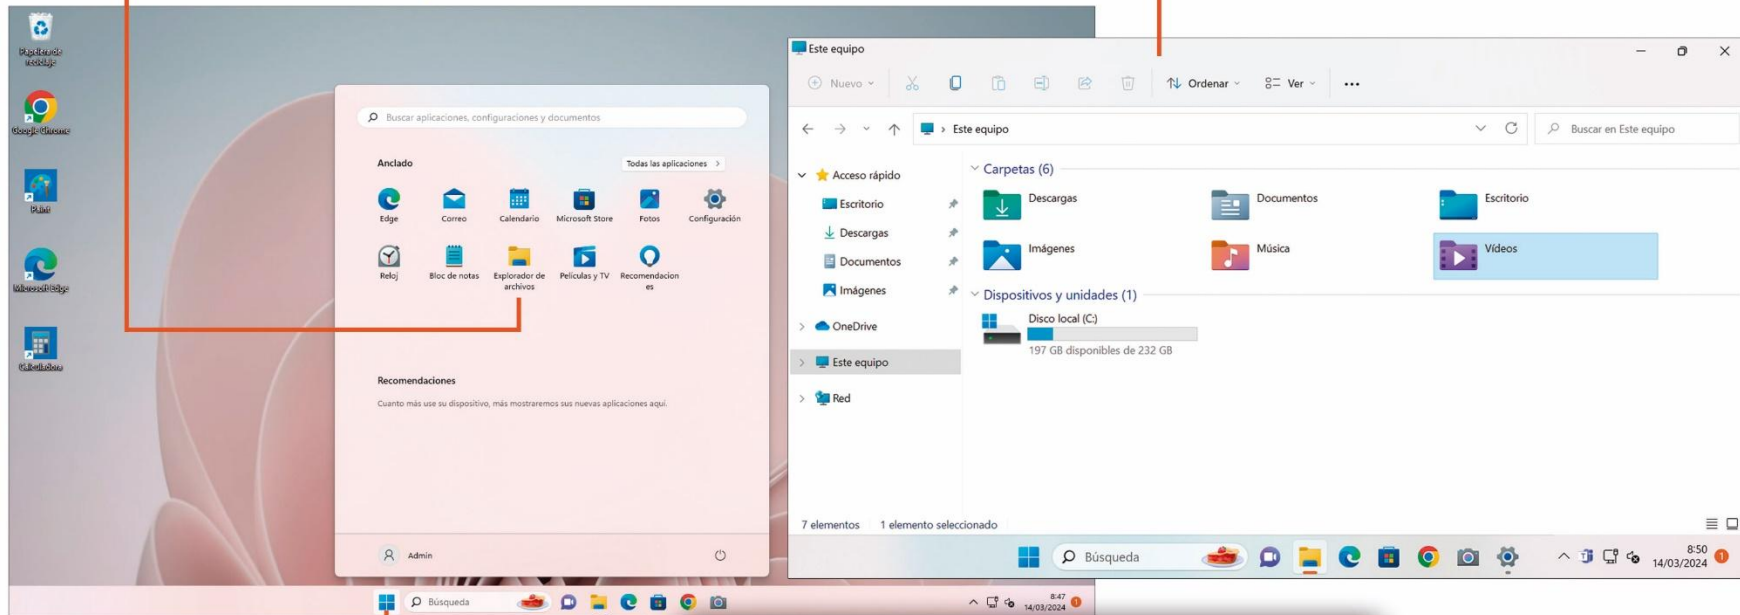 Papelera de
reciclaje
Google Chrome
Paint
Microsoft Edge
Calculadora
Buscar aplicaciones, configuraciones y documentos
Anclado
Todas las aplicaciones >
Edge
Correo
Calendario
Microsoft Store
Fotos
Configuración
Reloj
Bloc de notas
Explorador de
archivos
Películas y TV
Recomendacion
es
Recomendaciones
Cuanto más use su dispositivo, más mostraremos sus nuevas aplicaciones aquí.
Admin
Búsqueda
8:47
14/03/2024
1
Este equipo
Nuevo
Ordenar
Ver
Este equipo
Buscar en Este equipo
Acceso rápido
Escritorio
Descargas
Documentos
Imágenes
OneDrive
Este equipo
Red
Carpetas (6)
Descargas
Documentos
Escritorio
Imágenes
Música
Vídeos
Dispositivos y unidades (1)
Disco local (C:)
197 GB disponibles de 232 GB
7 elementos
1 elemento seleccionado
Búsqueda
8:50
14/03/2024
1